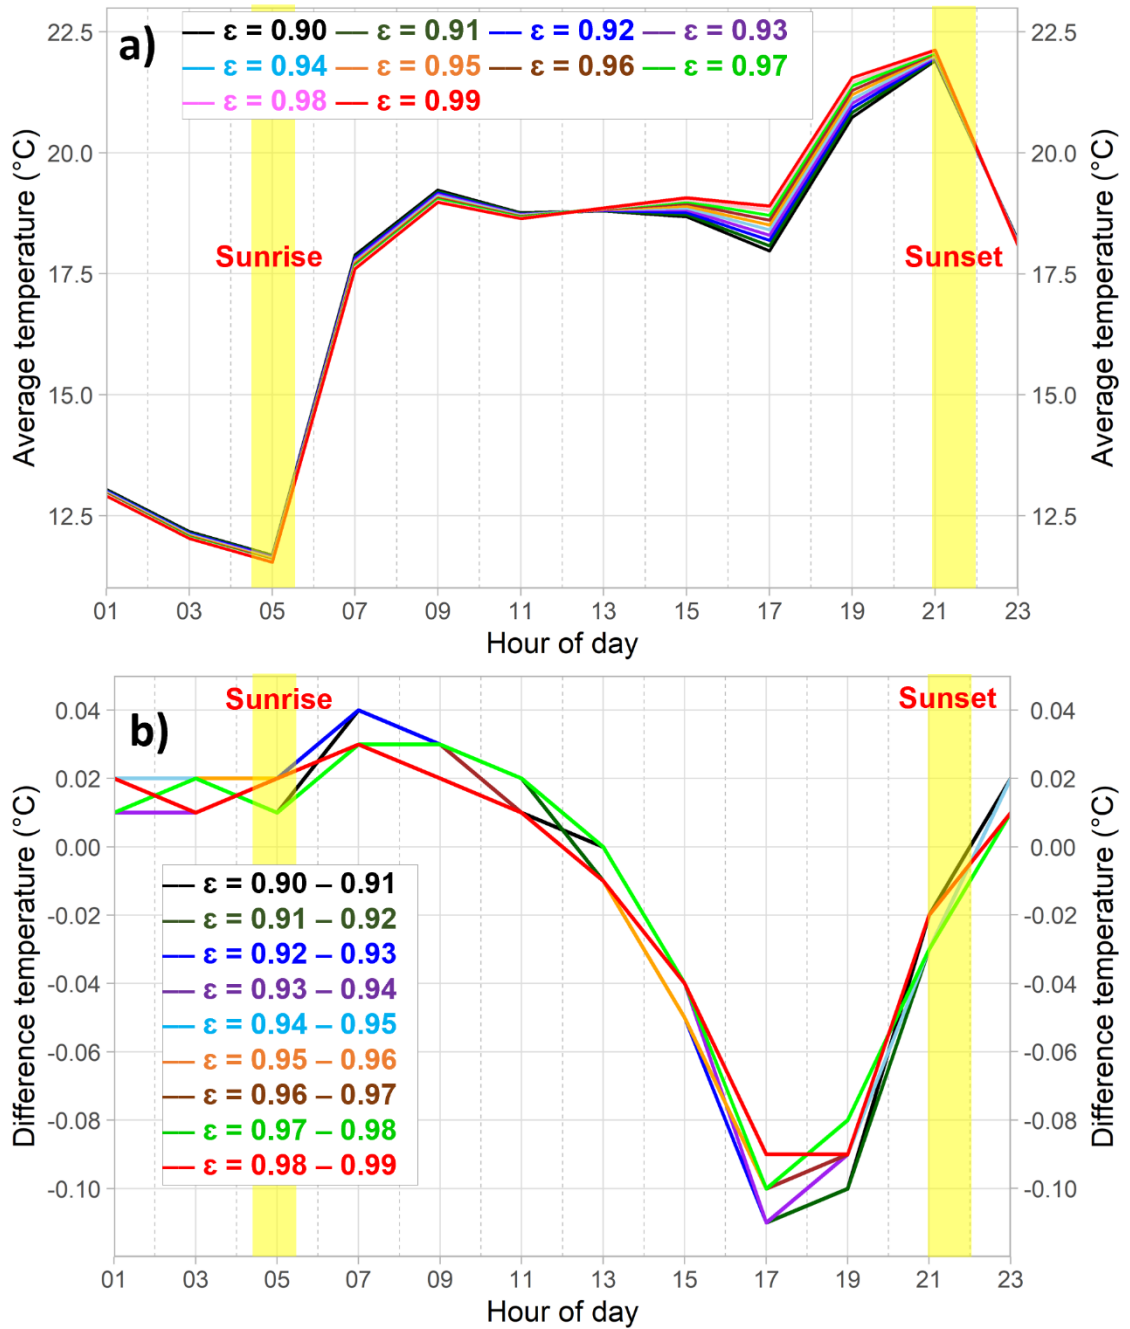 a)
— ε = 0.90 — ε = 0.91 — ε = 0.92 — ε = 0.93
— ε = 0.94 — ε = 0.95 — ε = 0.96 — ε = 0.97
— ε = 0.98 — ε = 0.99
22.5
20.0
17.5
15.0
12.5
Average temperature (°C)
Sunrise
Sunset
22.5
20.0
17.5
15.0
12.5
Average temperature (°C)
01 03 05 07 09 11 13 15 17 19 21 23
Hour of day
b)
Sunrise
Sunset
0.04
0.02
0.00
-0.02
-0.04
-0.06
-0.08
-0.10
Difference temperature (°C)
— ε = 0.90 – 0.91
— ε = 0.91 – 0.92
— ε = 0.92 – 0.93
— ε = 0.93 – 0.94
— ε = 0.94 – 0.95
— ε = 0.95 – 0.96
— ε = 0.96 – 0.97
— ε = 0.97 – 0.98
— ε = 0.98 – 0.99
0.04
0.02
0.00
-0.02
-0.04
-0.06
-0.08
-0.10
Difference temperature (°C)
01 03 05 07 09 11 13 15 17 19 21 23
Hour of day